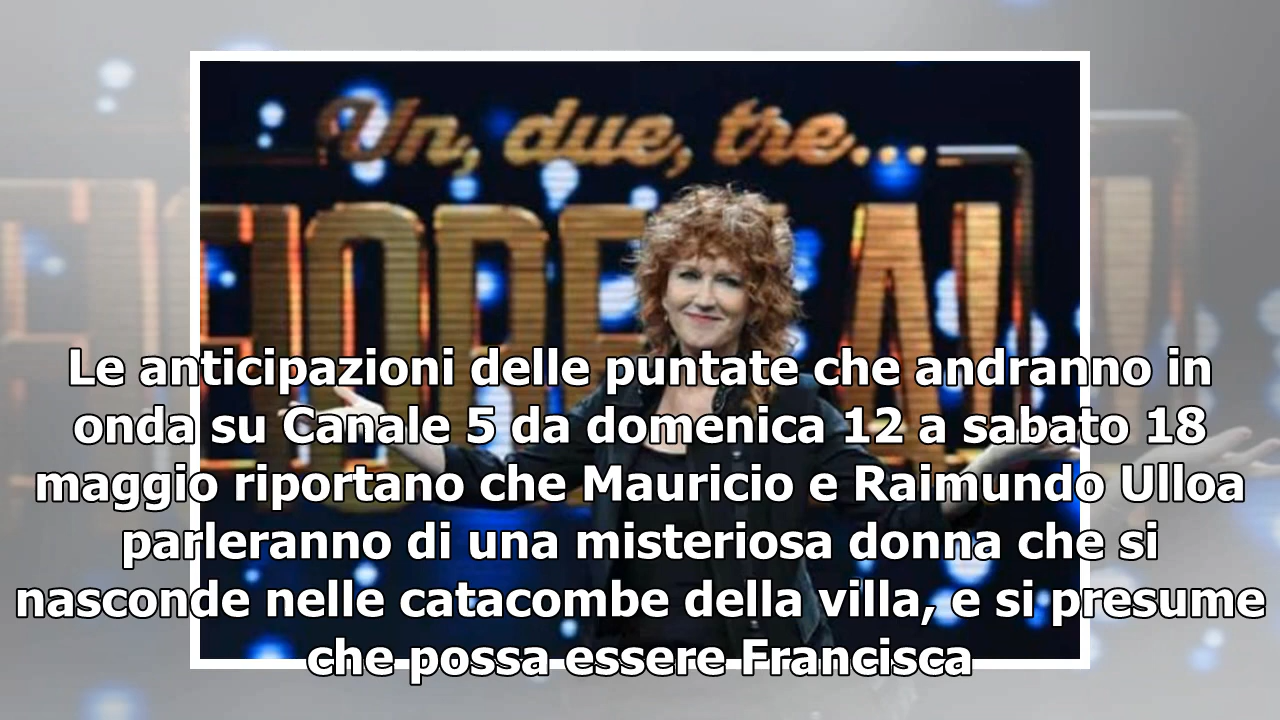 Un, due, tre...
FIORELLA!
Le anticipazioni delle puntate che andranno in
onda su Canale 5 da domenica 12 a sabato 18
maggio riportano che Mauricio e Raimundo Ulloa
parleranno di una misteriosa donna che si
nasconde nelle catacombe della villa, e si presume
che possa essere Francisca